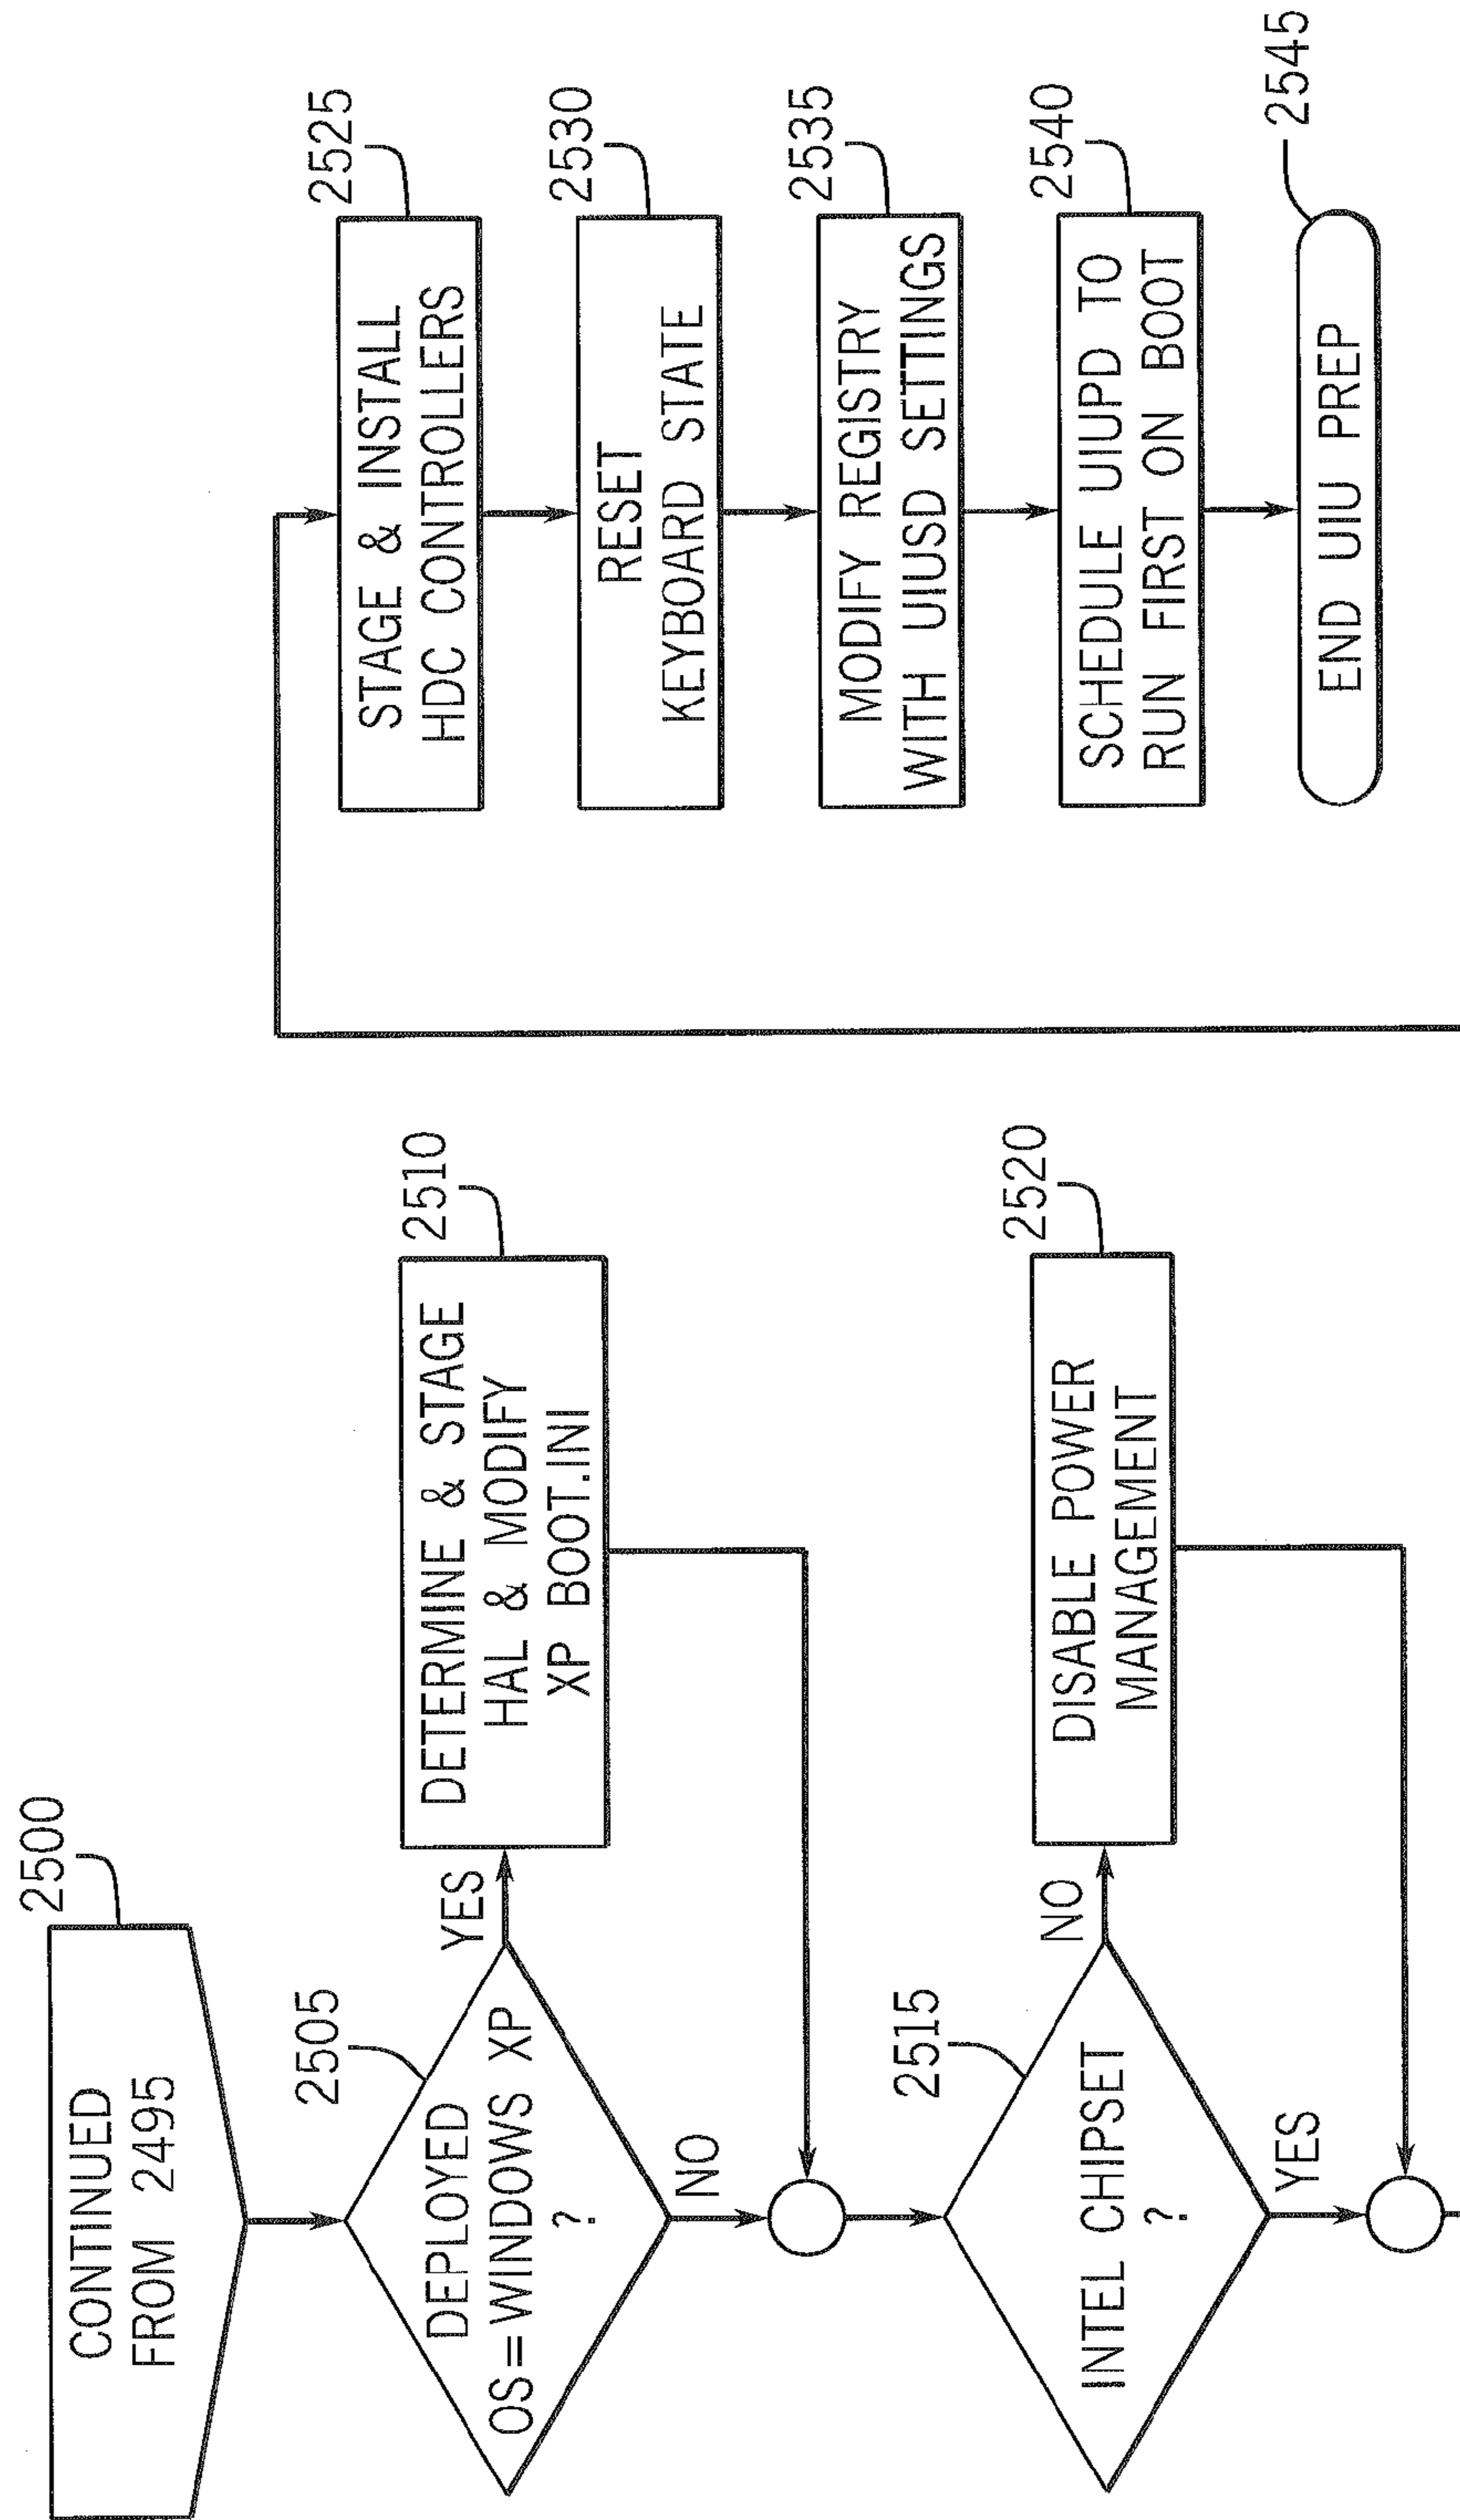 2500
CONTINUED
FROM 2495
2505
DEPLOYED
OS=WINDOWS XP
?
YES
NO
2510
DETERMINE & STAGE
HAL & MODIFY
XP BOOT.INI
2515
INTEL CHIPSET
?
NO
YES
2520
DISABLE POWER
MANAGEMENT
2525
STAGE & INSTALL
HDC CONTROLLERS
2530
RESET
KEYBOARD STATE
2535
MODIFY REGISTRY
WITH UIUSD SETTINGS
2540
SCHEDULE UIUPD TO
RUN FIRST ON BOOT
2545
END UIU PREP